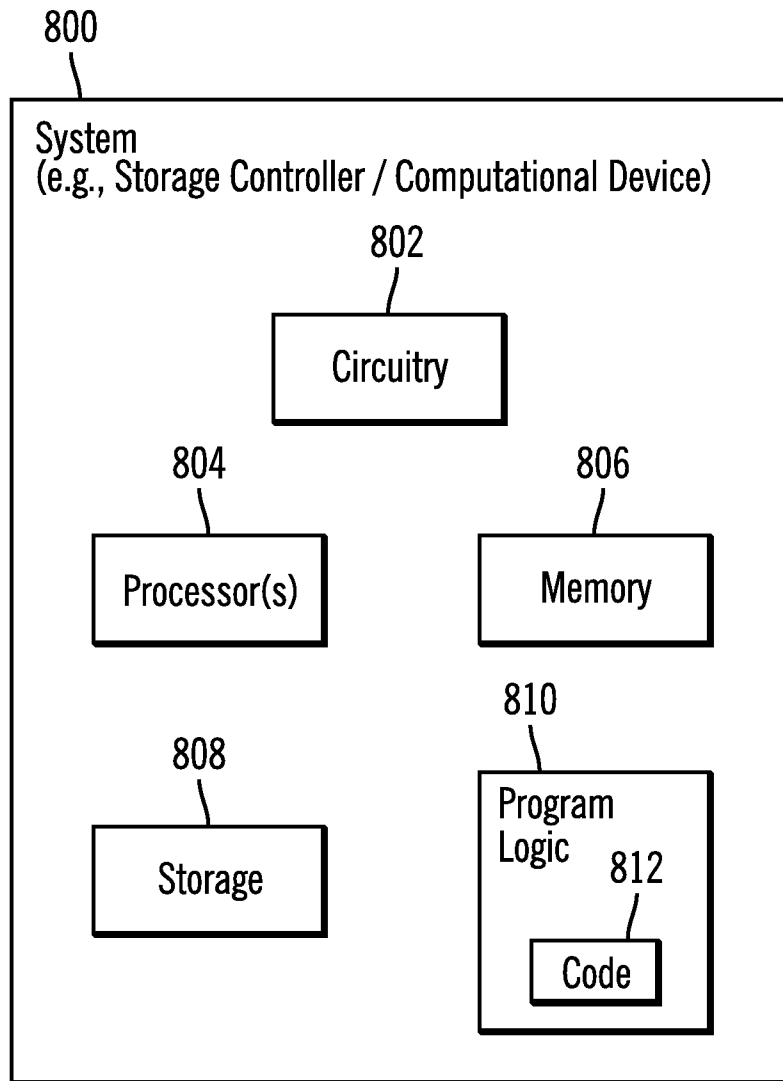 800
System
(e.g., Storage Controller / Computational Device)
802
Circuitry
804
806
Processor(s)
Memory
810
808
Program
Logic
Storage
812
Code